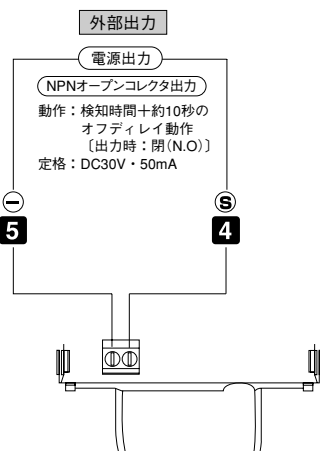 外部出力
電源出力
NPNオープンコレクタ出力
動作：検知時間＋約10秒の
オフディレイ動作
〔出力時：閉(N.O)〕
定格：DC30V・50mA
⊖ Ⓢ
5 4